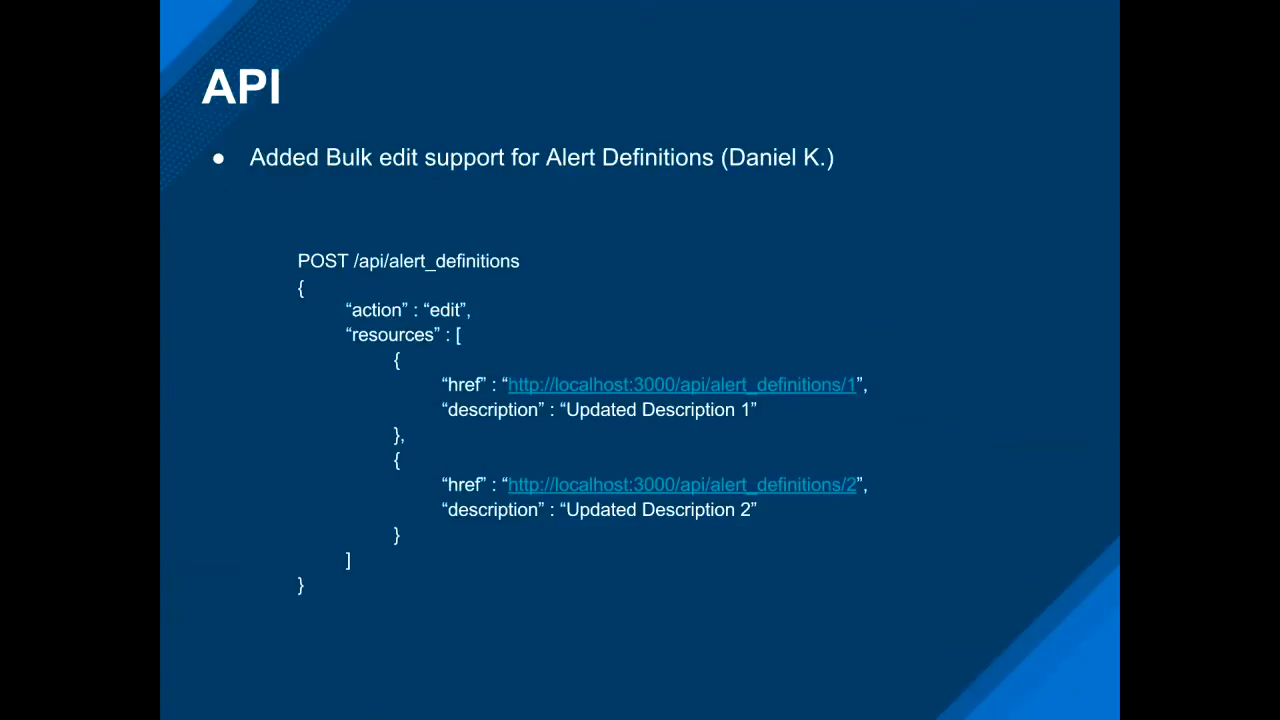 API
● Added Bulk edit support for Alert Definitions (Daniel K.)
POST /api/alert_definitions
{
“action” : “edit”,
“resources” : [
{
“href” : “http://localhost:3000/api/alert_definitions/1”,
“description” : “Updated Description 1”
},
{
“href” : “http://localhost:3000/api/alert_definitions/2”,
“description” : “Updated Description 2”
}
]
}